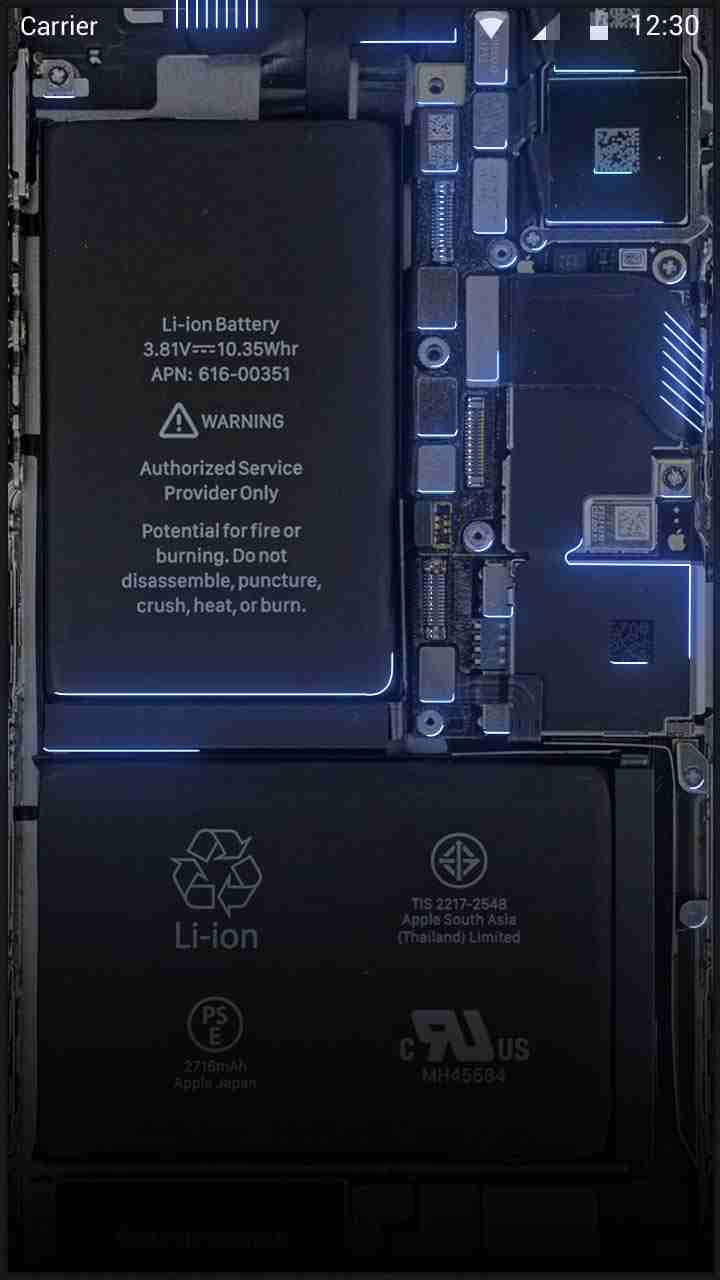 Carrier
12:30
Li-ion Battery
3.81V⎓10.35Whr
APN: 616-00351
WARNING
Authorized Service
Provider Only
Potential for fire or
burning. Do not
disassemble, puncture,
crush, heat, or burn.
Li-ion
TIS 2217-2548
Apple South Asia
(Thailand) Limited
PS
E
2716mAh
Apple Japan
C
US
MH45684